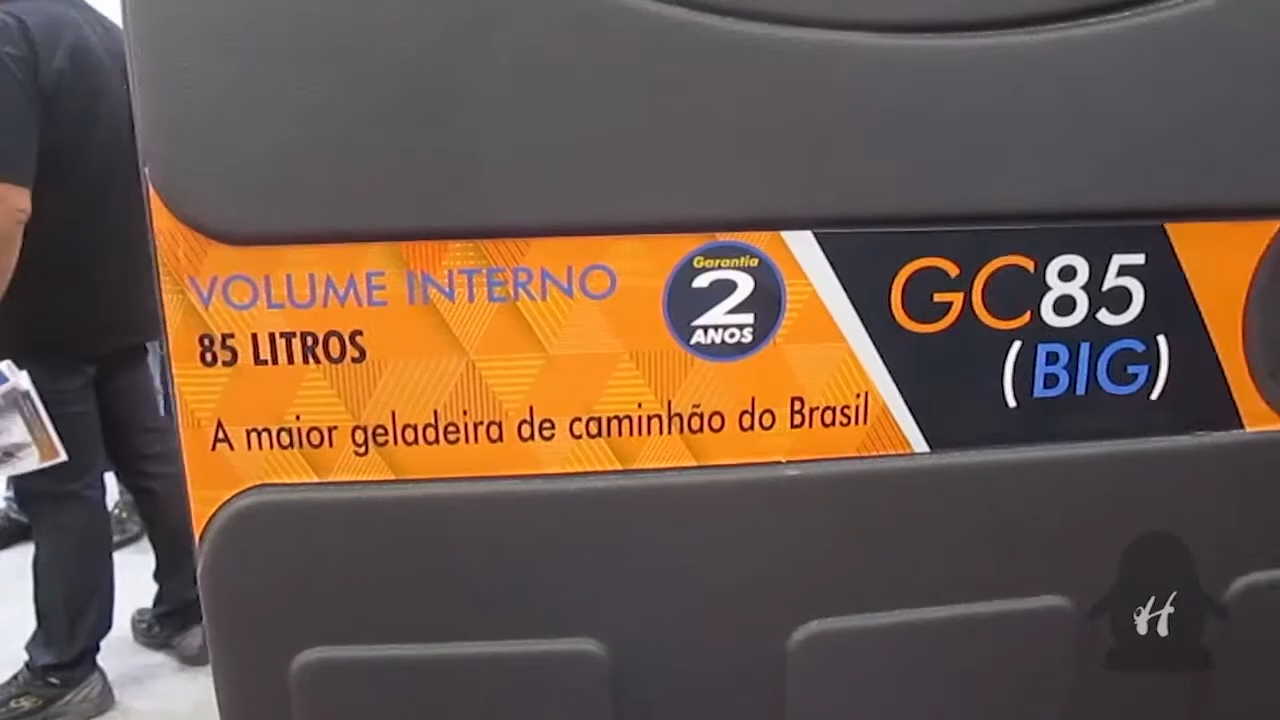 VOLUME INTERNO
85 LITROS
A maior geladeira de caminhão do Brasil
Garantia
2
ANOS
GC85
(BIG)
H